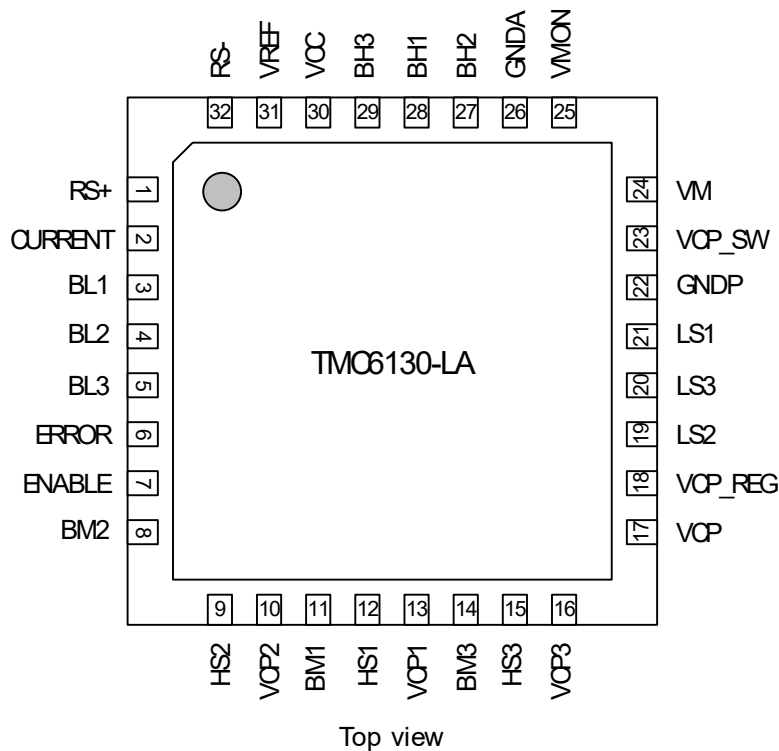 RS-
VREF
VCC
BH3
BH1
BH2
GNDA
VMON
32
31
30
29
28
27
26
25
RS+
1
24
VM
CURRENT
2
23
VCP_SW
BL1
3
22
GNDP
BL2
4
21
LS1
TMC6130-LA
BL3
5
20
LS3
ERROR
6
19
LS2
ENABLE
7
18
VCP_REG
BM2
8
17
VCP
9
10
11
12
13
14
15
16
HS2
VCP2
BM1
HS1
VCP1
BM3
HS3
VCP3
Top view